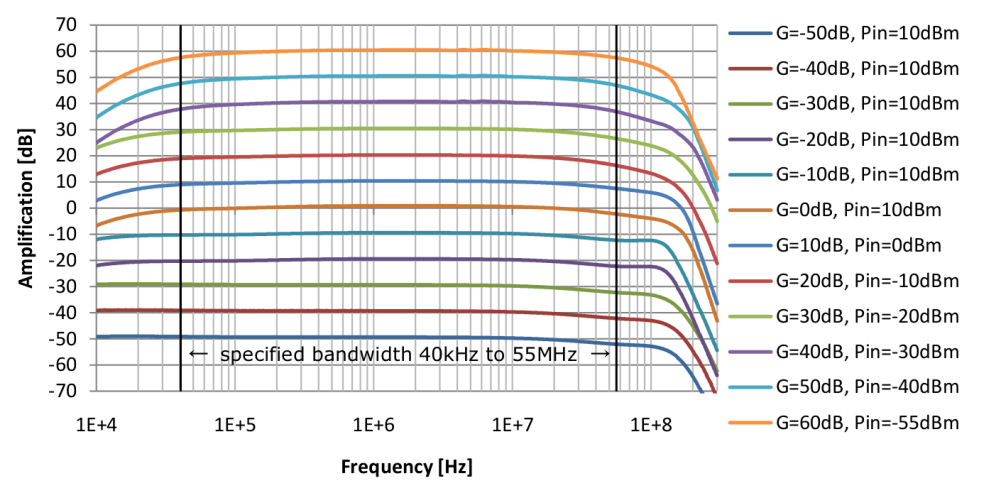 Amplification [dB]
70
60
50
40
30
20
10
0
-10
-20
-30
-40
-50
-60
-70
← specified bandwidth 40kHz to 55MHz →
1E+4 1E+5 1E+6 1E+7 1E+8
Frequency [Hz]
G=-50dB, Pin=10dBm
G=-40dB, Pin=10dBm
G=-30dB, Pin=10dBm
G=-20dB, Pin=10dBm
G=-10dB, Pin=10dBm
G=0dB, Pin=10dBm
G=10dB, Pin=0dBm
G=20dB, Pin=-10dBm
G=30dB, Pin=-20dBm
G=40dB, Pin=-30dBm
G=50dB, Pin=-40dBm
G=60dB, Pin=-55dBm